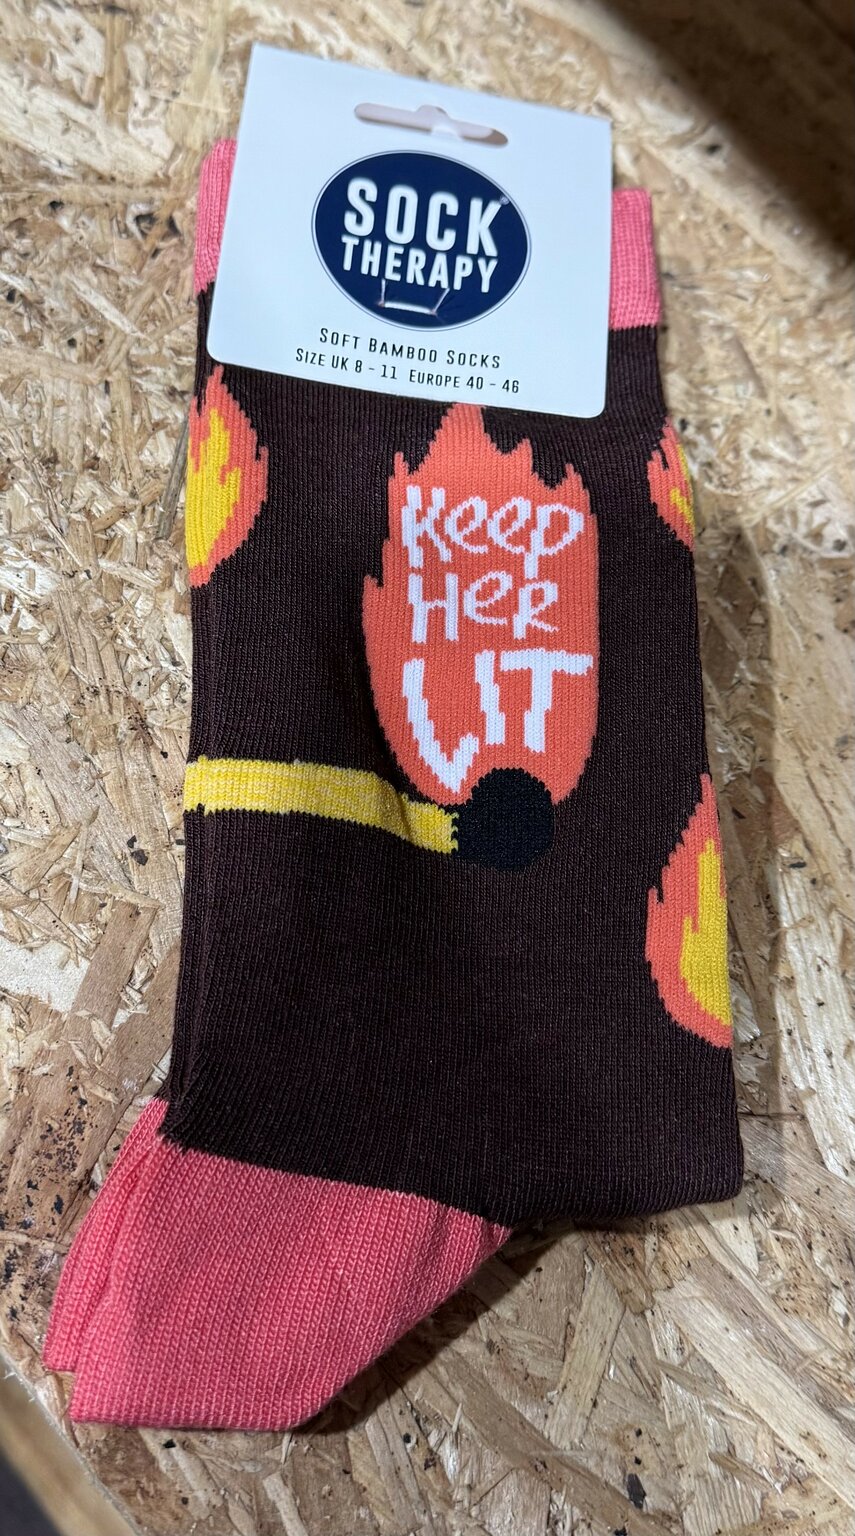 SOCK
THERAPY
SOFT BAMBOO SOCKS
SIZE UK 8 - 11 EUROPE 40 - 46
Keep
Her
LIT